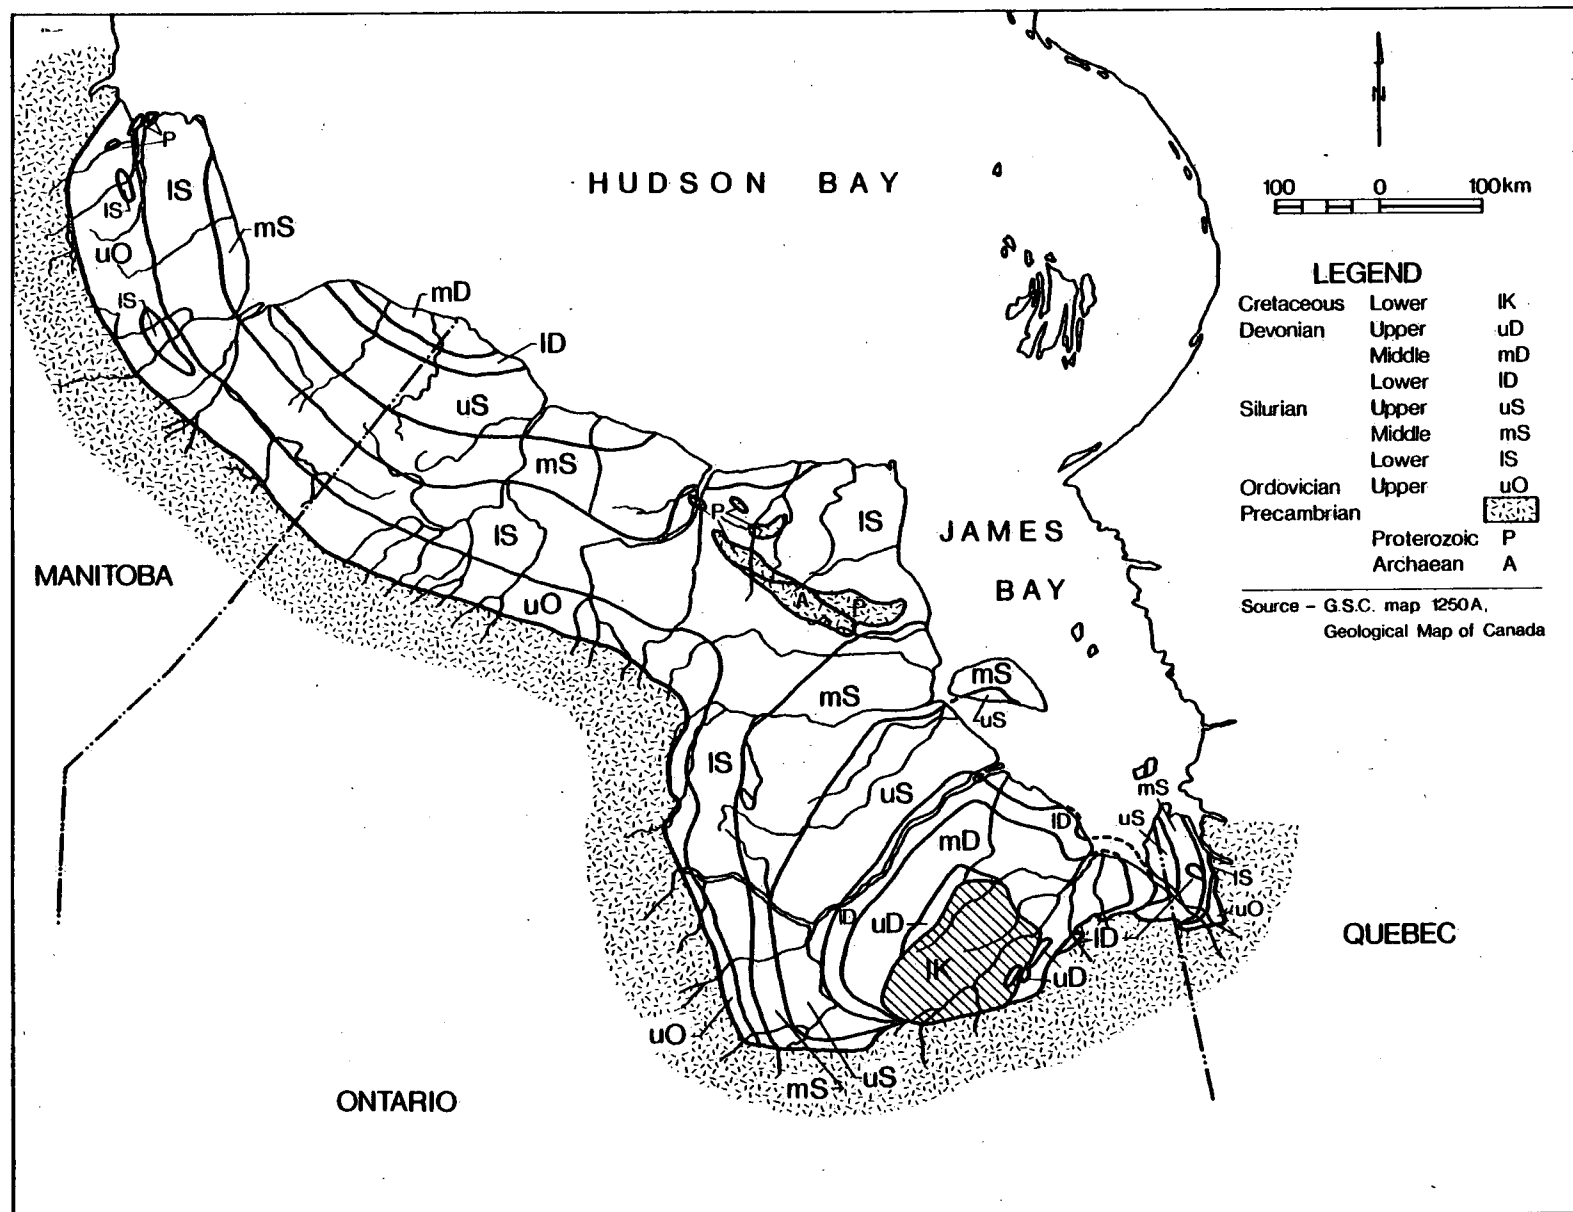 HUDSON BAY
N
100 0 100km
LEGEND
Cretaceous Lower lK
Devonian Upper uD
Middle mD
Lower lD
Silurian Upper uS
Middle mS
Lower lS
Ordovician Upper uO
Precambrian
Proterozoic P
Archaean A
Source – G.S.C. map 1250A,
Geological Map of Canada
P
lS
lS
mS
uO
lS
mD
lD
uS
mS
P
lS
lS
JAMES
BAY
MANITOBA
uO
A
P
mS
mS
uS
lS
uS
mS
uS
lD
mD
lS
lD
uD
uO
QUEBEC
lD
lK
uD
uO
uS
mS
ONTARIO